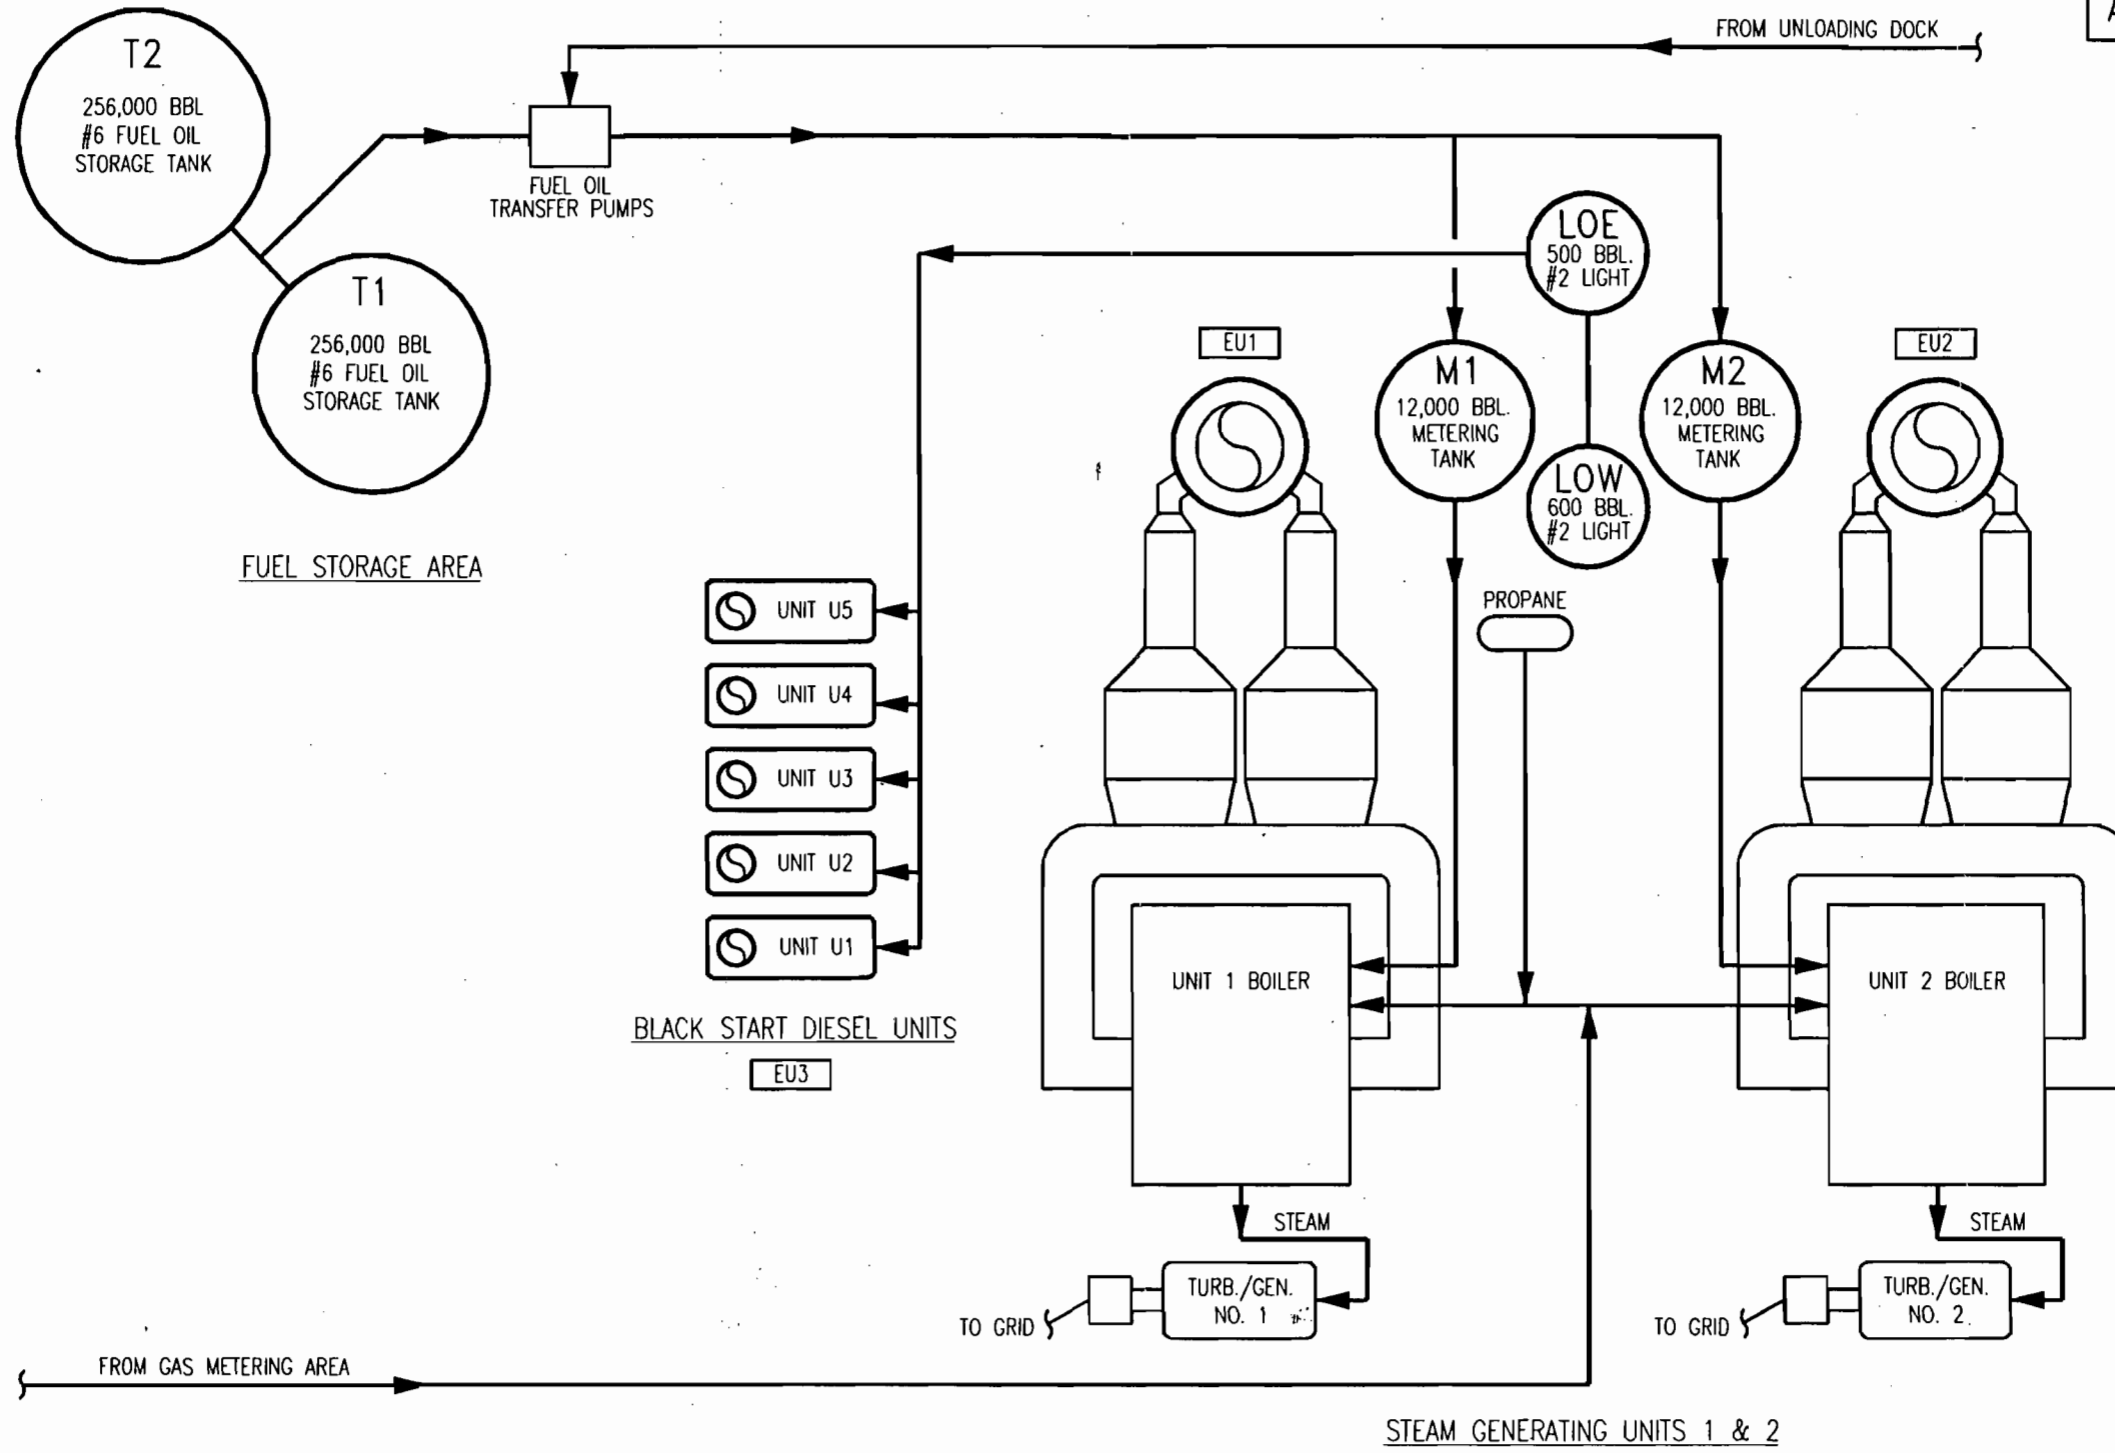 FROM UNLOADING DOCK
A
T2
256,000 BBL
#6 FUEL OIL
STORAGE TANK
FUEL OIL
TRANSFER PUMPS
T1
256,000 BBL
#6 FUEL OIL
STORAGE TANK
FUEL STORAGE AREA
LOE
500 BBL.
#2 LIGHT
EU1
M1
12,000 BBL.
METERING
TANK
M2
12,000 BBL.
METERING
TANK
EU2
LOW
600 BBL.
#2 LIGHT
PROPANE
UNIT U5
UNIT U4
UNIT U3
UNIT U2
UNIT U1
BLACK START DIESEL UNITS
EU3
UNIT 1 BOILER
UNIT 2 BOILER
STEAM
STEAM
TURB./GEN.
NO. 1
TO GRID
TURB./GEN.
NO. 2
TO GRID
FROM GAS METERING AREA
STEAM GENERATING UNITS 1 & 2